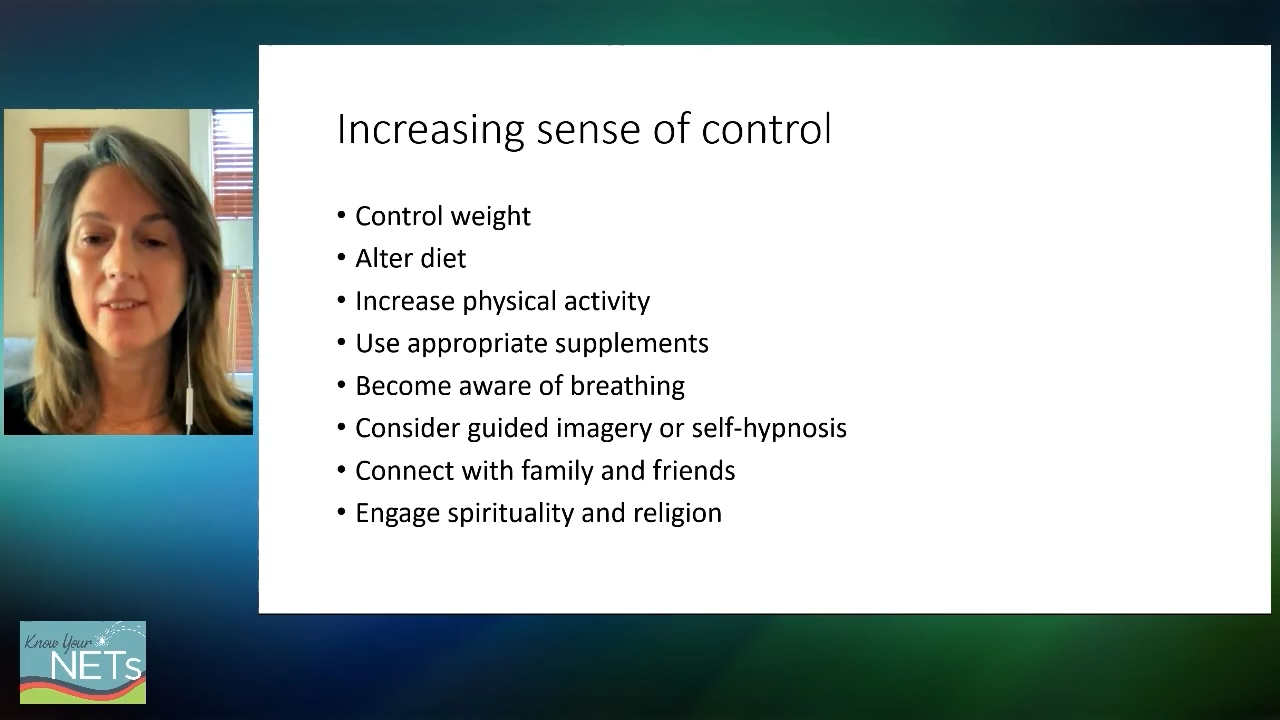 Increasing sense of control
• Control weight
• Alter diet
• Increase physical activity
• Use appropriate supplements
• Become aware of breathing
• Consider guided imagery or self-hypnosis
• Connect with family and friends
• Engage spirituality and religion
Know Your
NETs